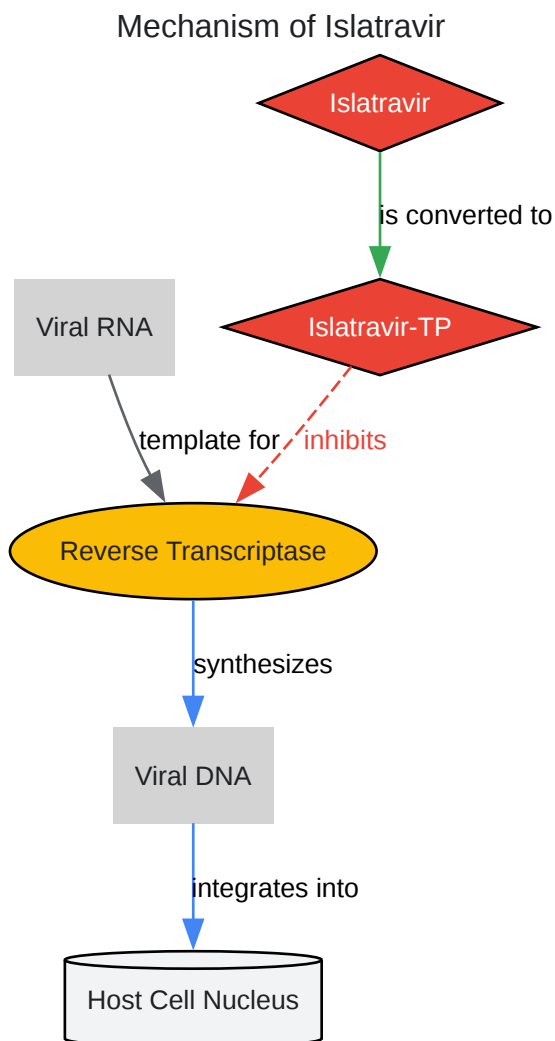 Mechanism of Islatravir
Islatravir
is converted to
Viral RNA
Islatravir-TP
template for
inhibits
Reverse Transcriptase
synthesizes
Viral DNA
integrates into
Host Cell Nucleus